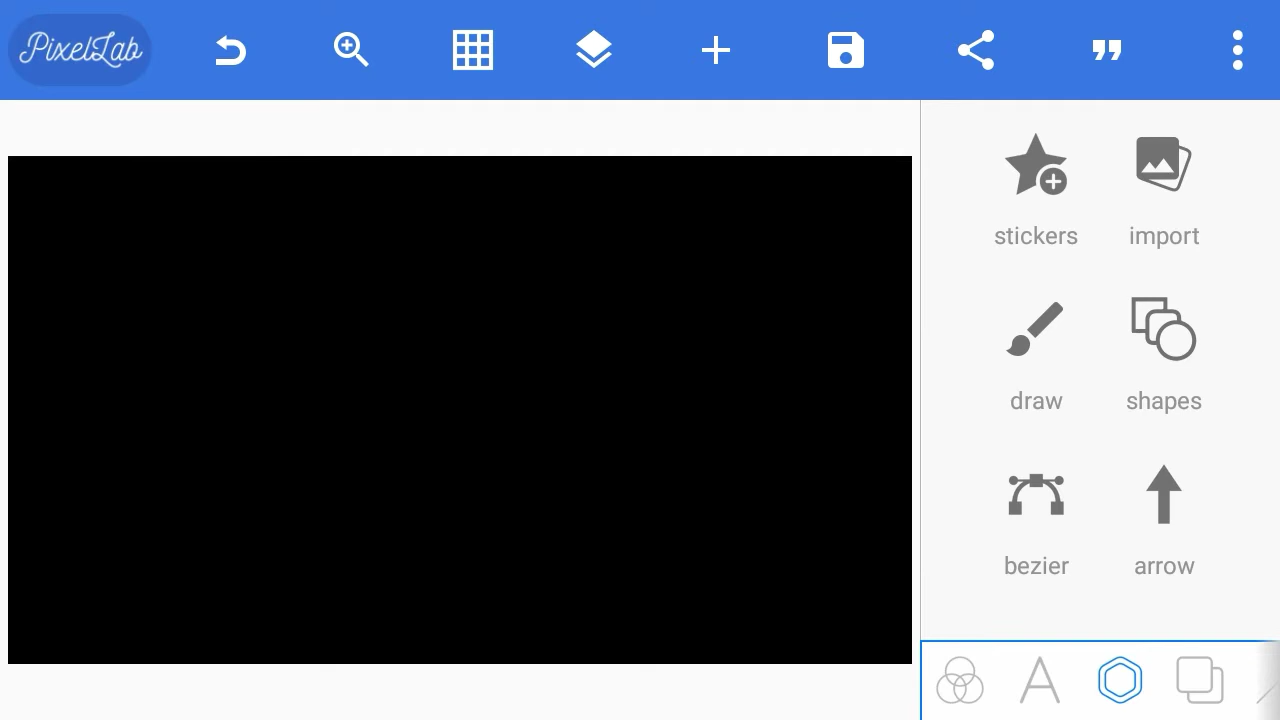 PixelLab
stickers
import
draw
shapes
bezier
arrow